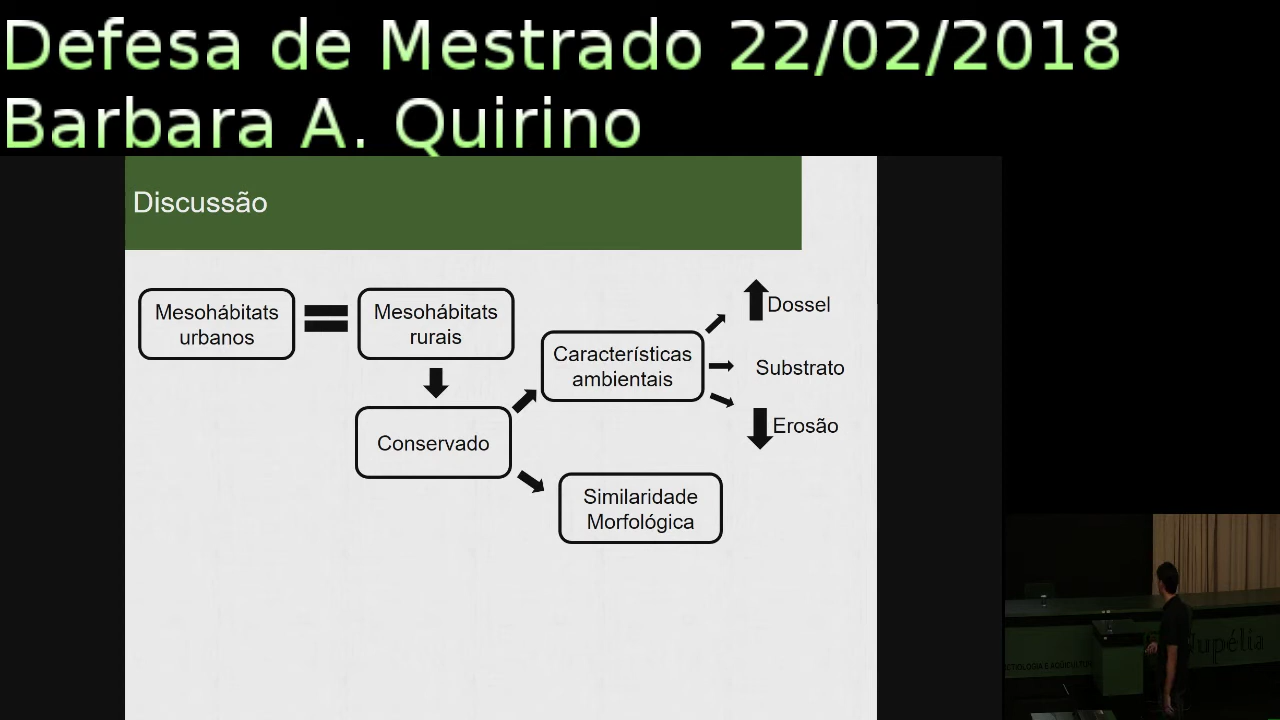 Defesa de Mestrado 22/02/2018
Barbara A. Quirino
Discussão
Mesohábitats
urbanos
Mesohábitats
rurais
Conservado
Características
ambientais
Dossel
Substrato
Erosão
Similaridade
Morfológica
Nupélia